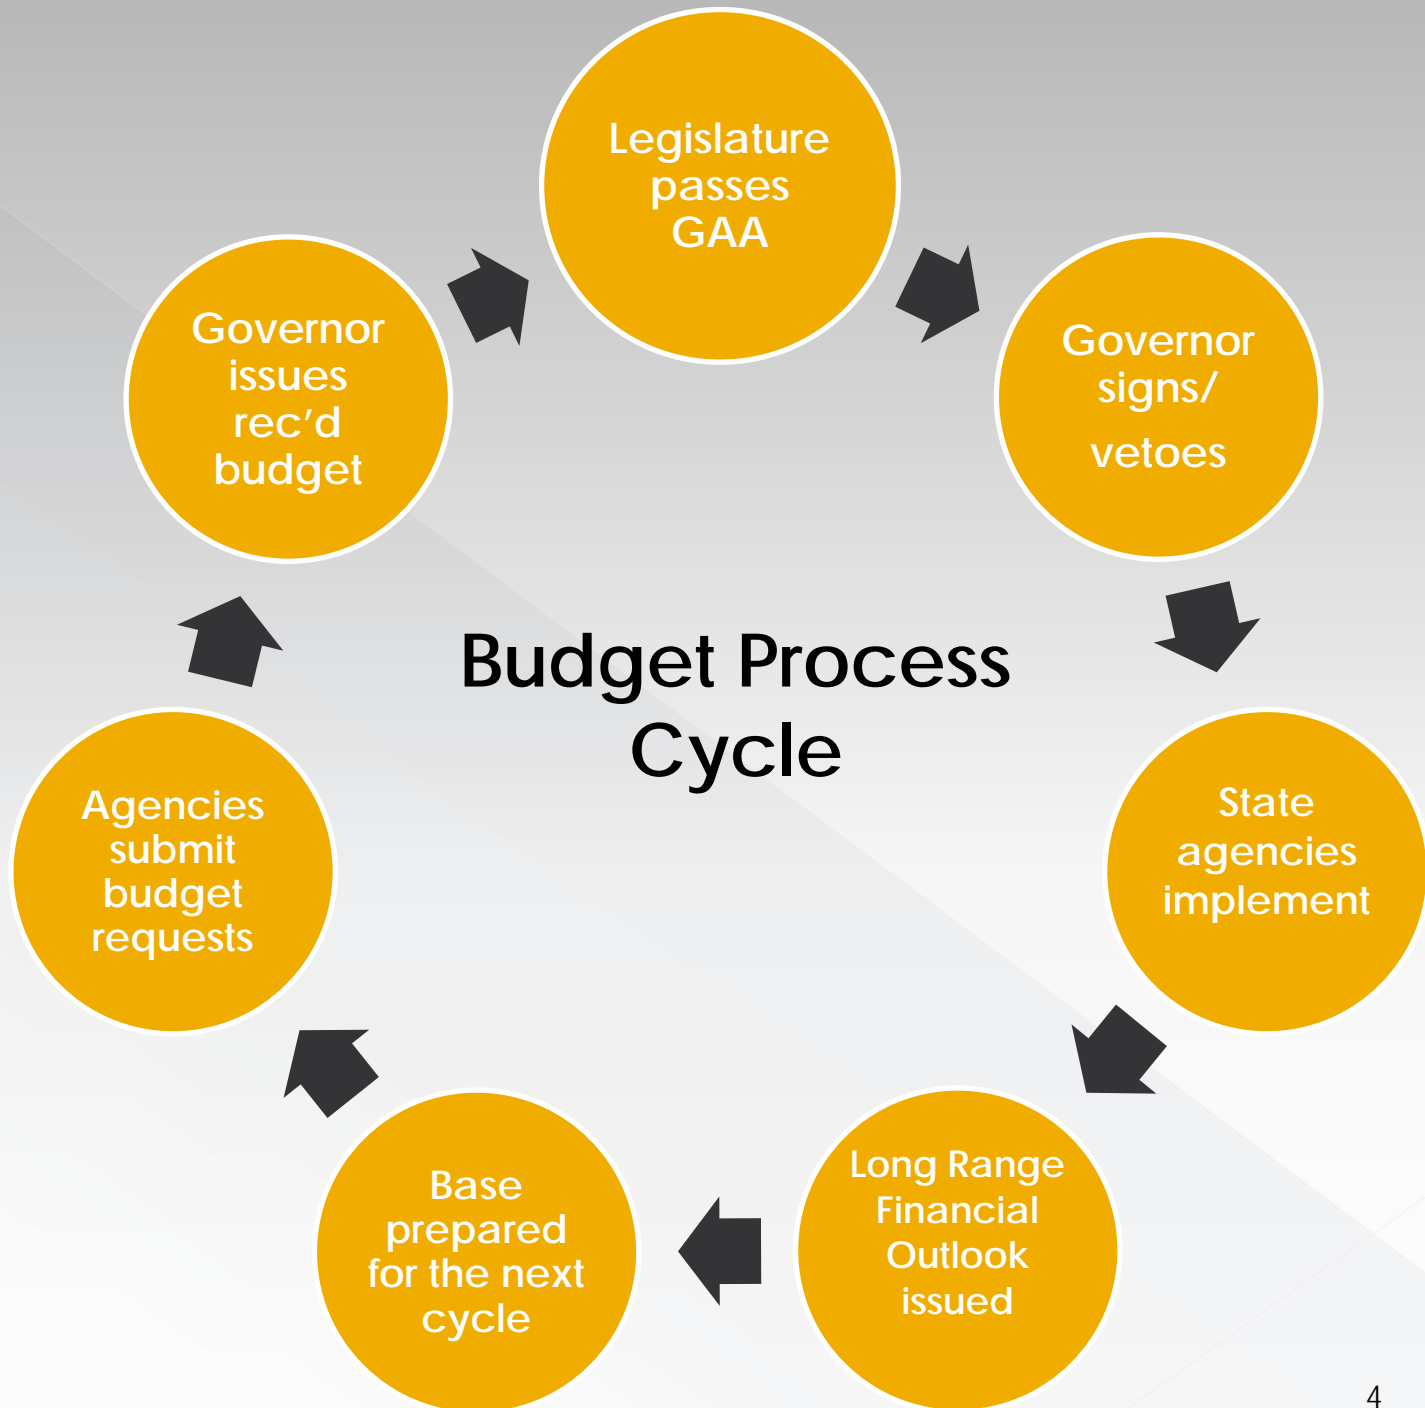 Legislature
passes
GAA
Governor
signs/
vetoes
State
agencies
implement
Long Range
Financial
Outlook
issued
Base
prepared
for the next
cycle
Agencies
submit
budget
requests
Governor
issues
rec’d
budget
Budget Process
Cycle
4